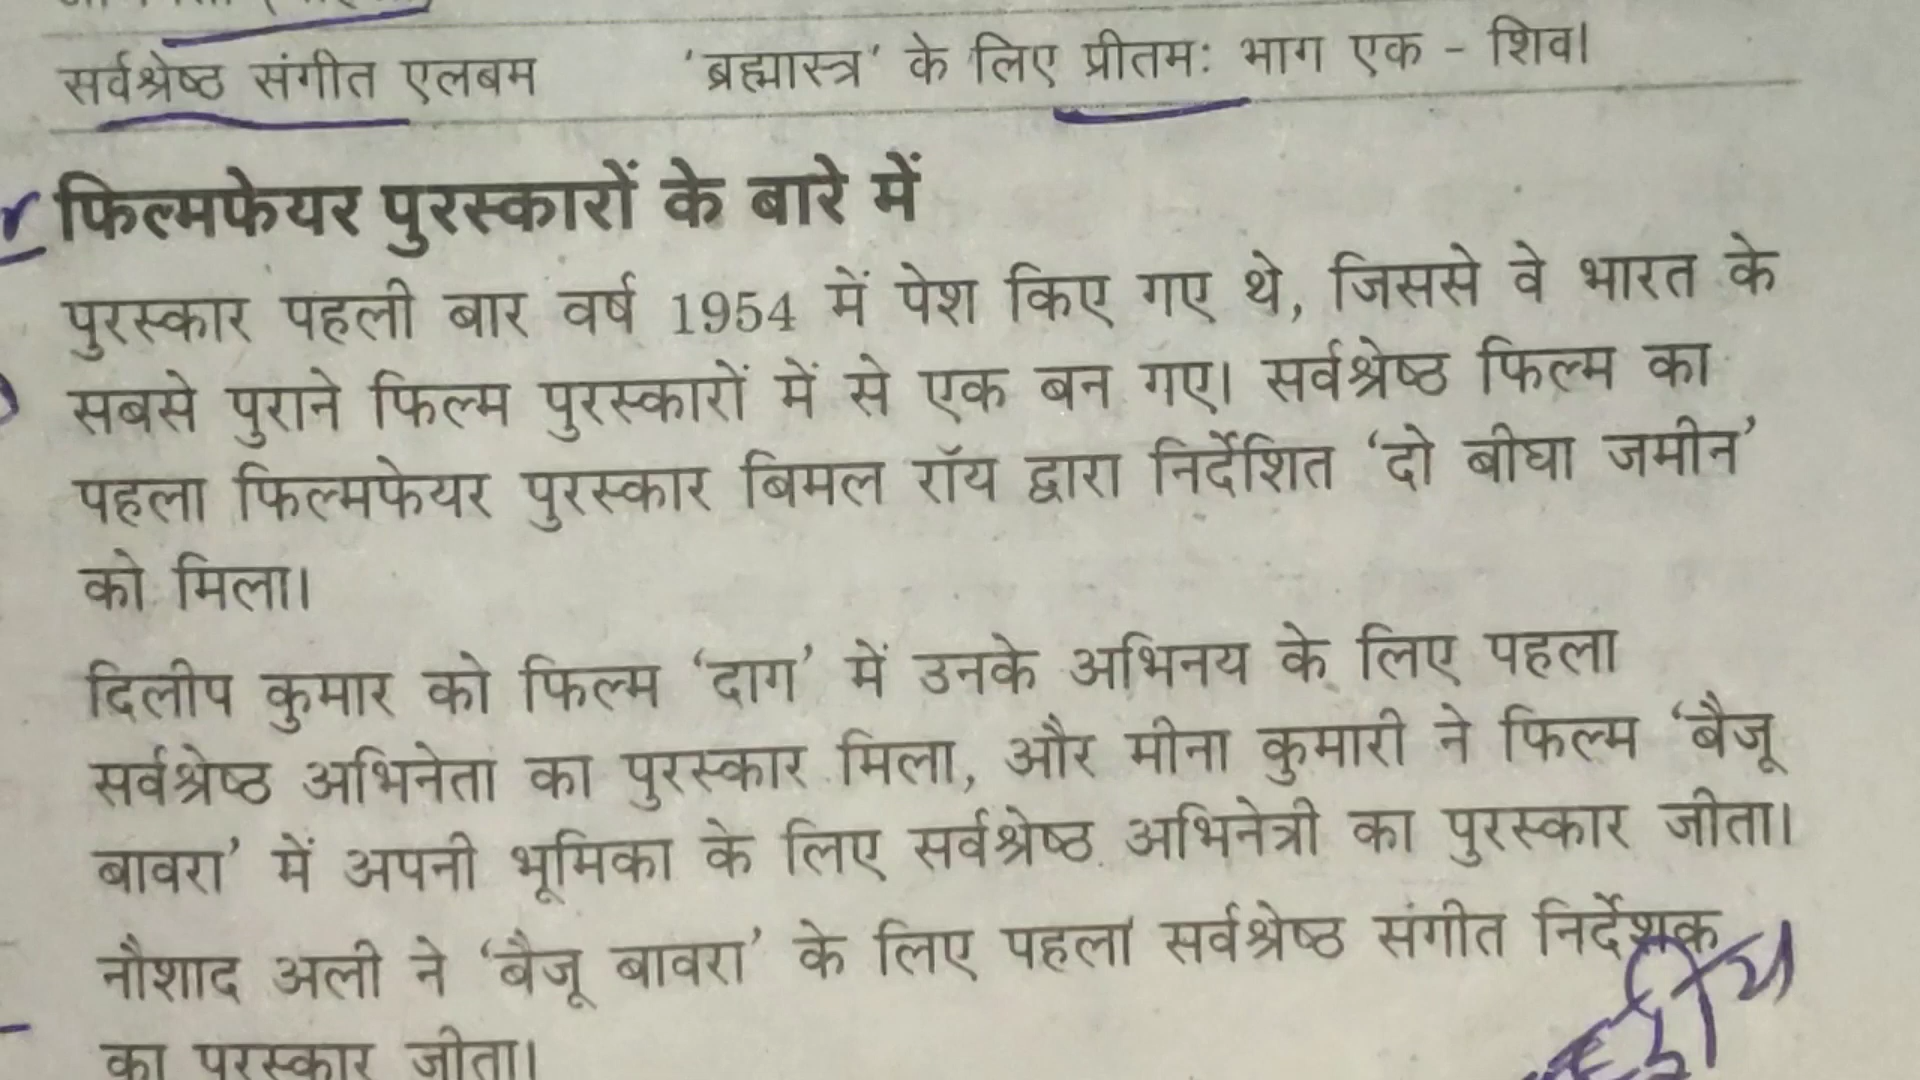 सर्वश्रेष्ठ संगीत एलबम 'ब्रह्मास्त्र' के लिए प्रीतमः भाग एक - शिव।
फिल्मफेयर पुरस्कारों के बारे में
पुरस्कार पहली बार वर्ष 1954 में पेश किए गए थे, जिससे वे भारत के
सबसे पुराने फिल्म पुरस्कारों में से एक बन गए। सर्वश्रेष्ठ फिल्म का
पहला फिल्मफेयर पुरस्कार बिमल रॉय द्वारा निर्देशित ‘दो बीघा जमीन’
को मिला।
दिलीप कुमार को फिल्म ‘दाग’ में उनके अभिनय के लिए पहला
सर्वश्रेष्ठ अभिनेता का पुरस्कार मिला, और मीना कुमारी ने फिल्म ‘बैजू
बावरा’ में अपनी भूमिका के लिए सर्वश्रेष्ठ अभिनेत्री का पुरस्कार जीता।
नौशाद अली ने ‘बैजू बावरा’ के लिए पहला सर्वश्रेष्ठ संगीत निर्देशक
का पुरस्कार जीता।